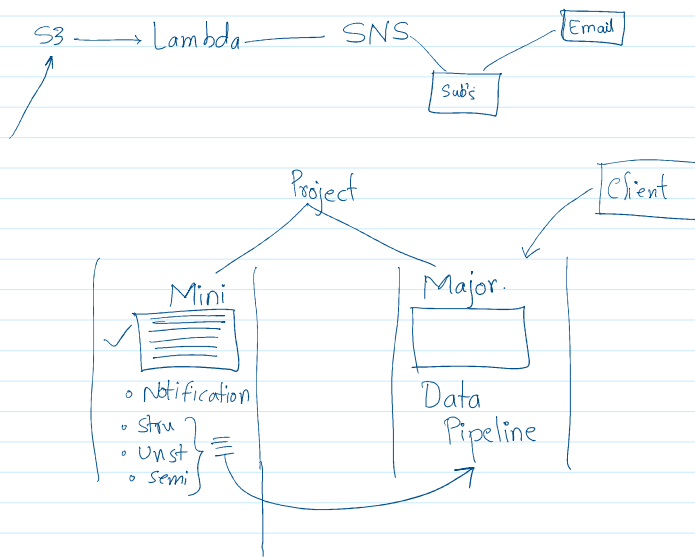 S3 Lambda SNS Email
Sub's
Project Client
Mini Major.
Notification
Stru
Unst
Semi
Data
Pipeline